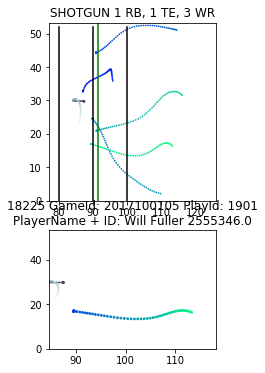 SHOTGUN 1 RB, 1 TE, 3 WR
50
40
30
20
10
0
80 90 100 110 120
18225 GameId: 2017100105 PlayId: 1901
PlayerName + ID: Will Fuller 2555346.0
40
20
0
90 100 110